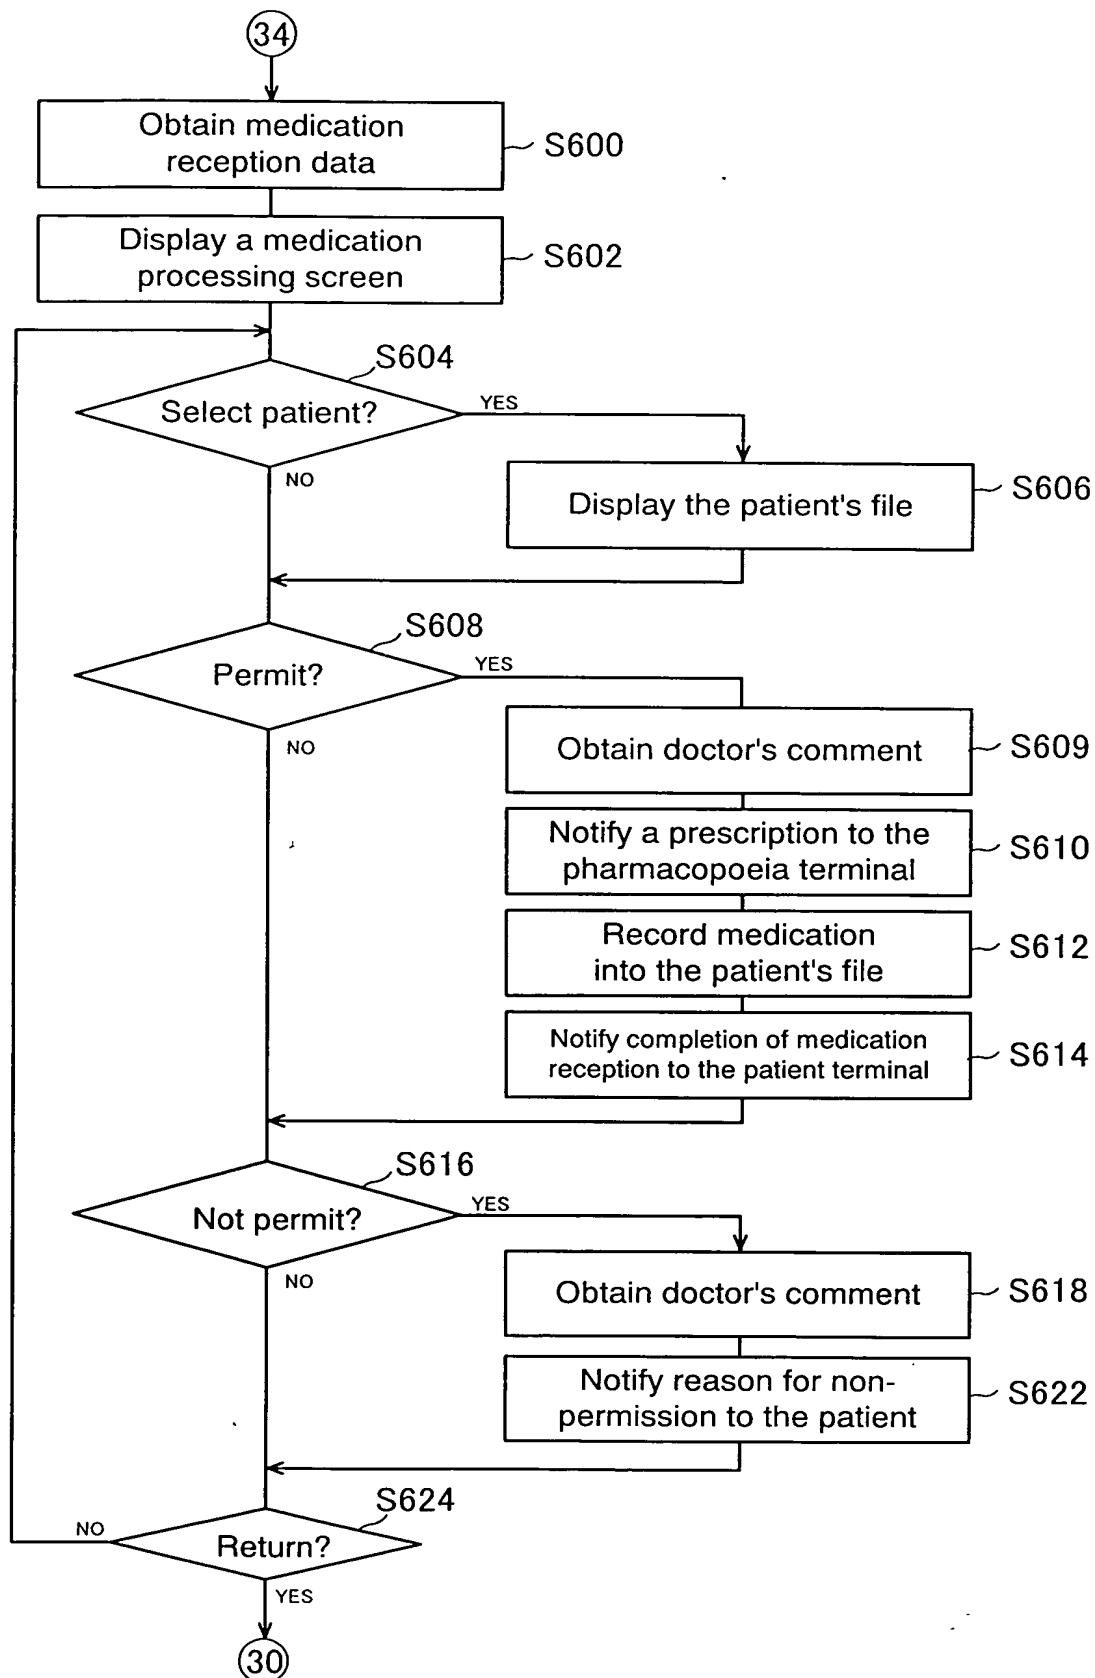 34
Obtain medication
reception data
S600
Display a medication
processing screen
S602
S604
Select patient?
YES
NO
Display the patient's file
S606
S608
Permit?
YES
NO
Obtain doctor's comment
S609
Notify a prescription to the
pharmacopoeia terminal
S610
Record medication
into the patient's file
S612
Notify completion of medication
reception to the patient terminal
S614
S616
Not permit?
YES
NO
Obtain doctor's comment
S618
Notify reason for non-
permission to the patient
S622
S624
Return?
NO
YES
30